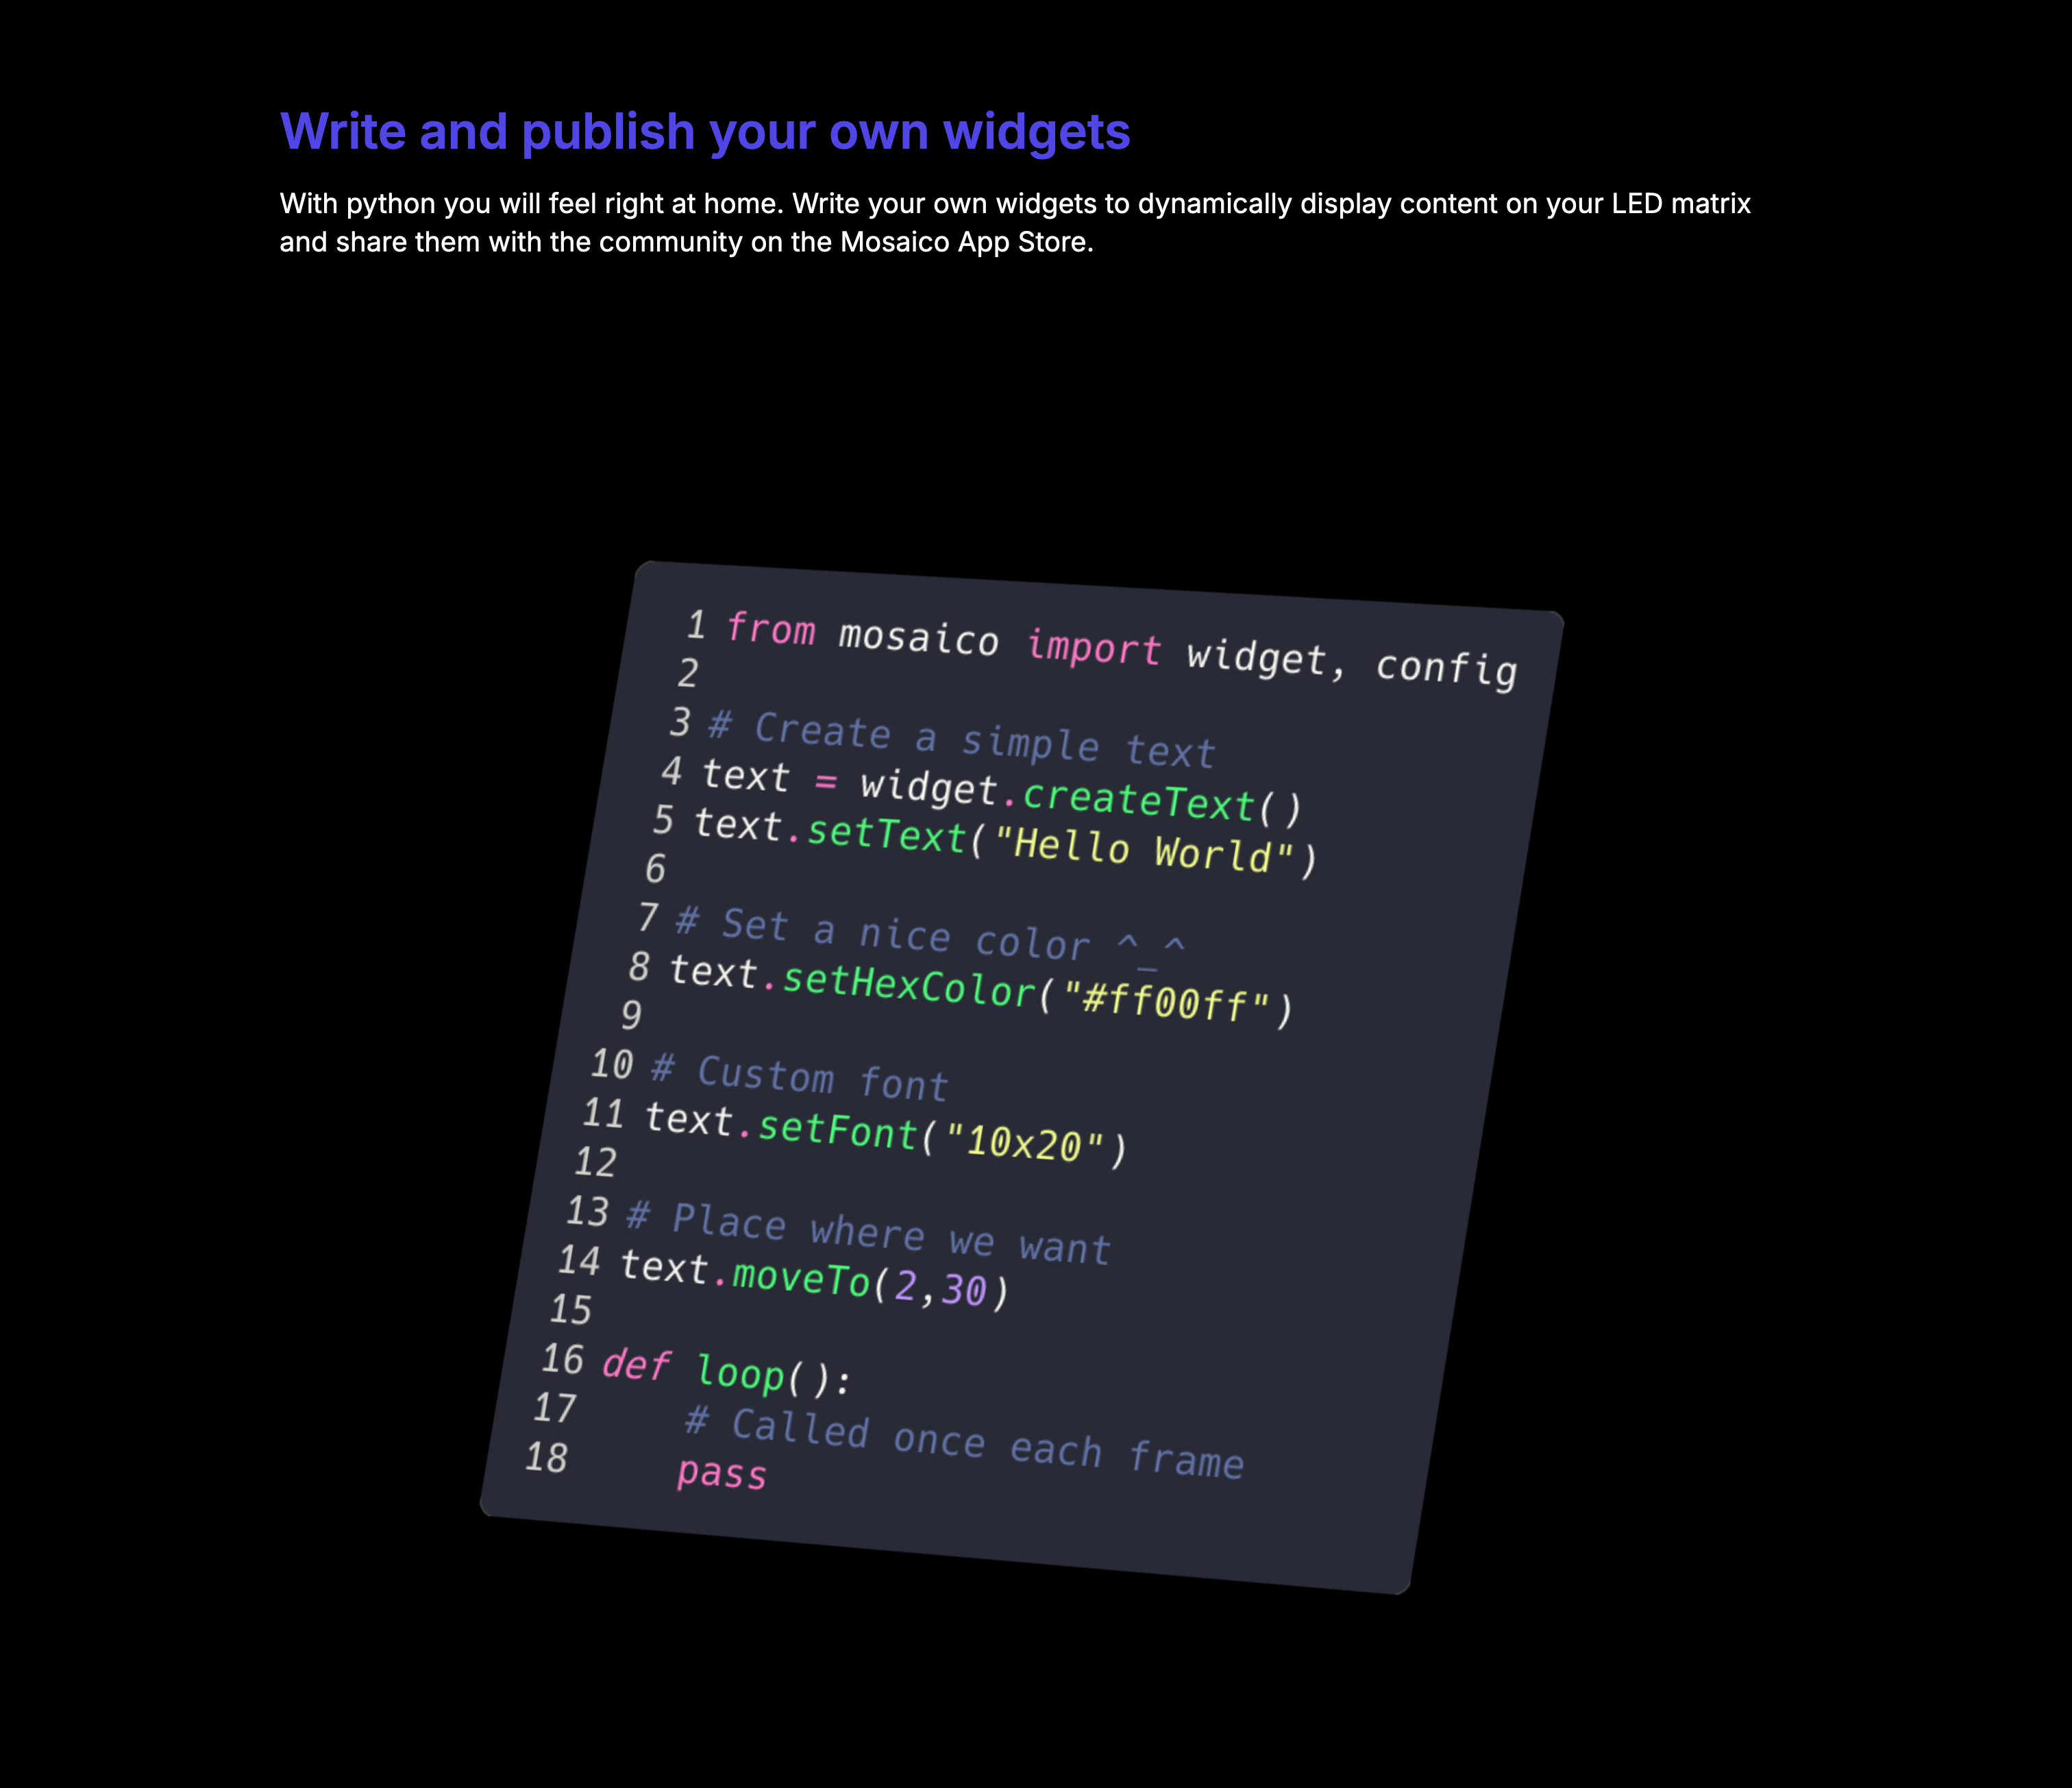 Write and publish your own widgets
With python you will feel right at home. Write your own widgets to dynamically display content on your LED matrix
and share them with the community on the Mosaico App Store.
1 from mosaico import widget, config
2
3 # Create a simple text
4 text = widget.createText()
5 text.setText("Hello World")
6
7 # Set a nice color ^_^
8 text.setHexColor("#ff00ff")
9
10 # Custom font
11 text.setFont("10x20")
12
13 # Place where we want
14 text.moveTo(2,30)
15
16 def loop():
17     # Called once each frame
18     pass